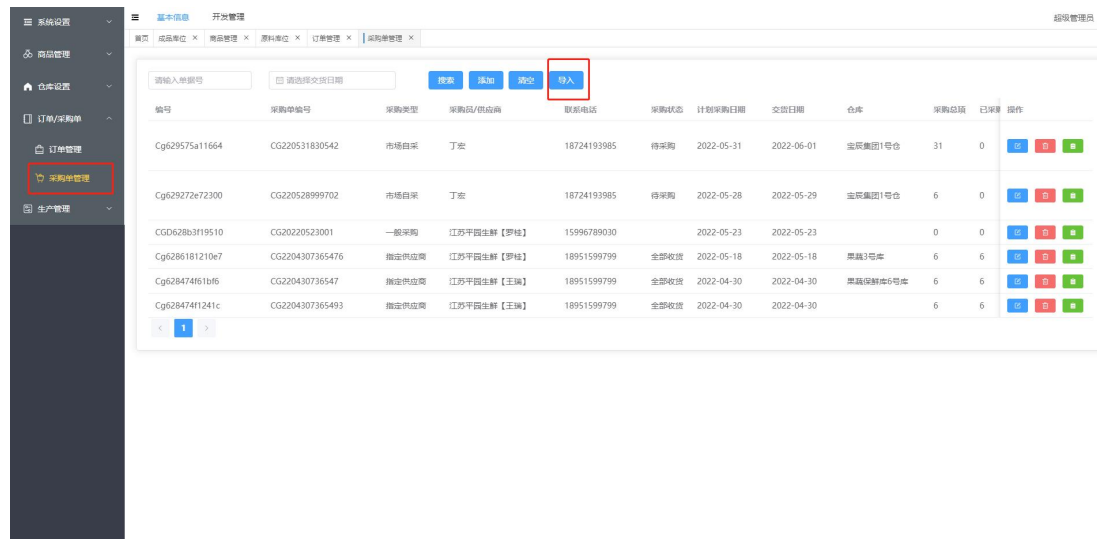 系统设置
商品管理
仓库设置
订单/采购单
订单管理
采购单管理
生产管理
基本信息 开发管理 超级管理员
首页 成品库位 × 商品管理 × 原料库位 × 订单管理 × 采购单管理 ×
请输入单据号 请选择交货日期 搜索 添加 清空 导入
编号 采购单编号 采购类型 采购员/供应商 联系电话 采购状态 计划采购日期 交货日期 仓库 采购总项 已采购 操作
Cg629575a11664 CG220531830542 市场自采 丁宏 18724193985 待采购 2022-05-31 2022-06-01 宝辰集团1号仓 31 0
Cg629272e72300 CG220528999702 市场自采 丁宏 18724193985 待采购 2022-05-28 2022-05-29 宝辰集团1号仓 6 0
CGD628b3f19510 CG20220523001 一般采购 江苏平园生鲜【罗桂】 15996789030 2022-05-23 2022-05-23 0 0
Cg6286181210e7 CG2204307365476 指定供应商 江苏平园生鲜【罗桂】 18951599799 全部收货 2022-05-18 2022-05-18 果蔬3号库 6 6
Cg628474f61bf6 CG220430736547 指定供应商 江苏平园生鲜【王瑞】 18951599799 全部收货 2022-04-30 2022-04-30 果蔬保鲜库6号库 6 6
Cg628474f1241c CG2204307365493 指定供应商 江苏平园生鲜【王瑞】 18951599799 全部收货 2022-04-30 2022-04-30 6 6
< 1 >